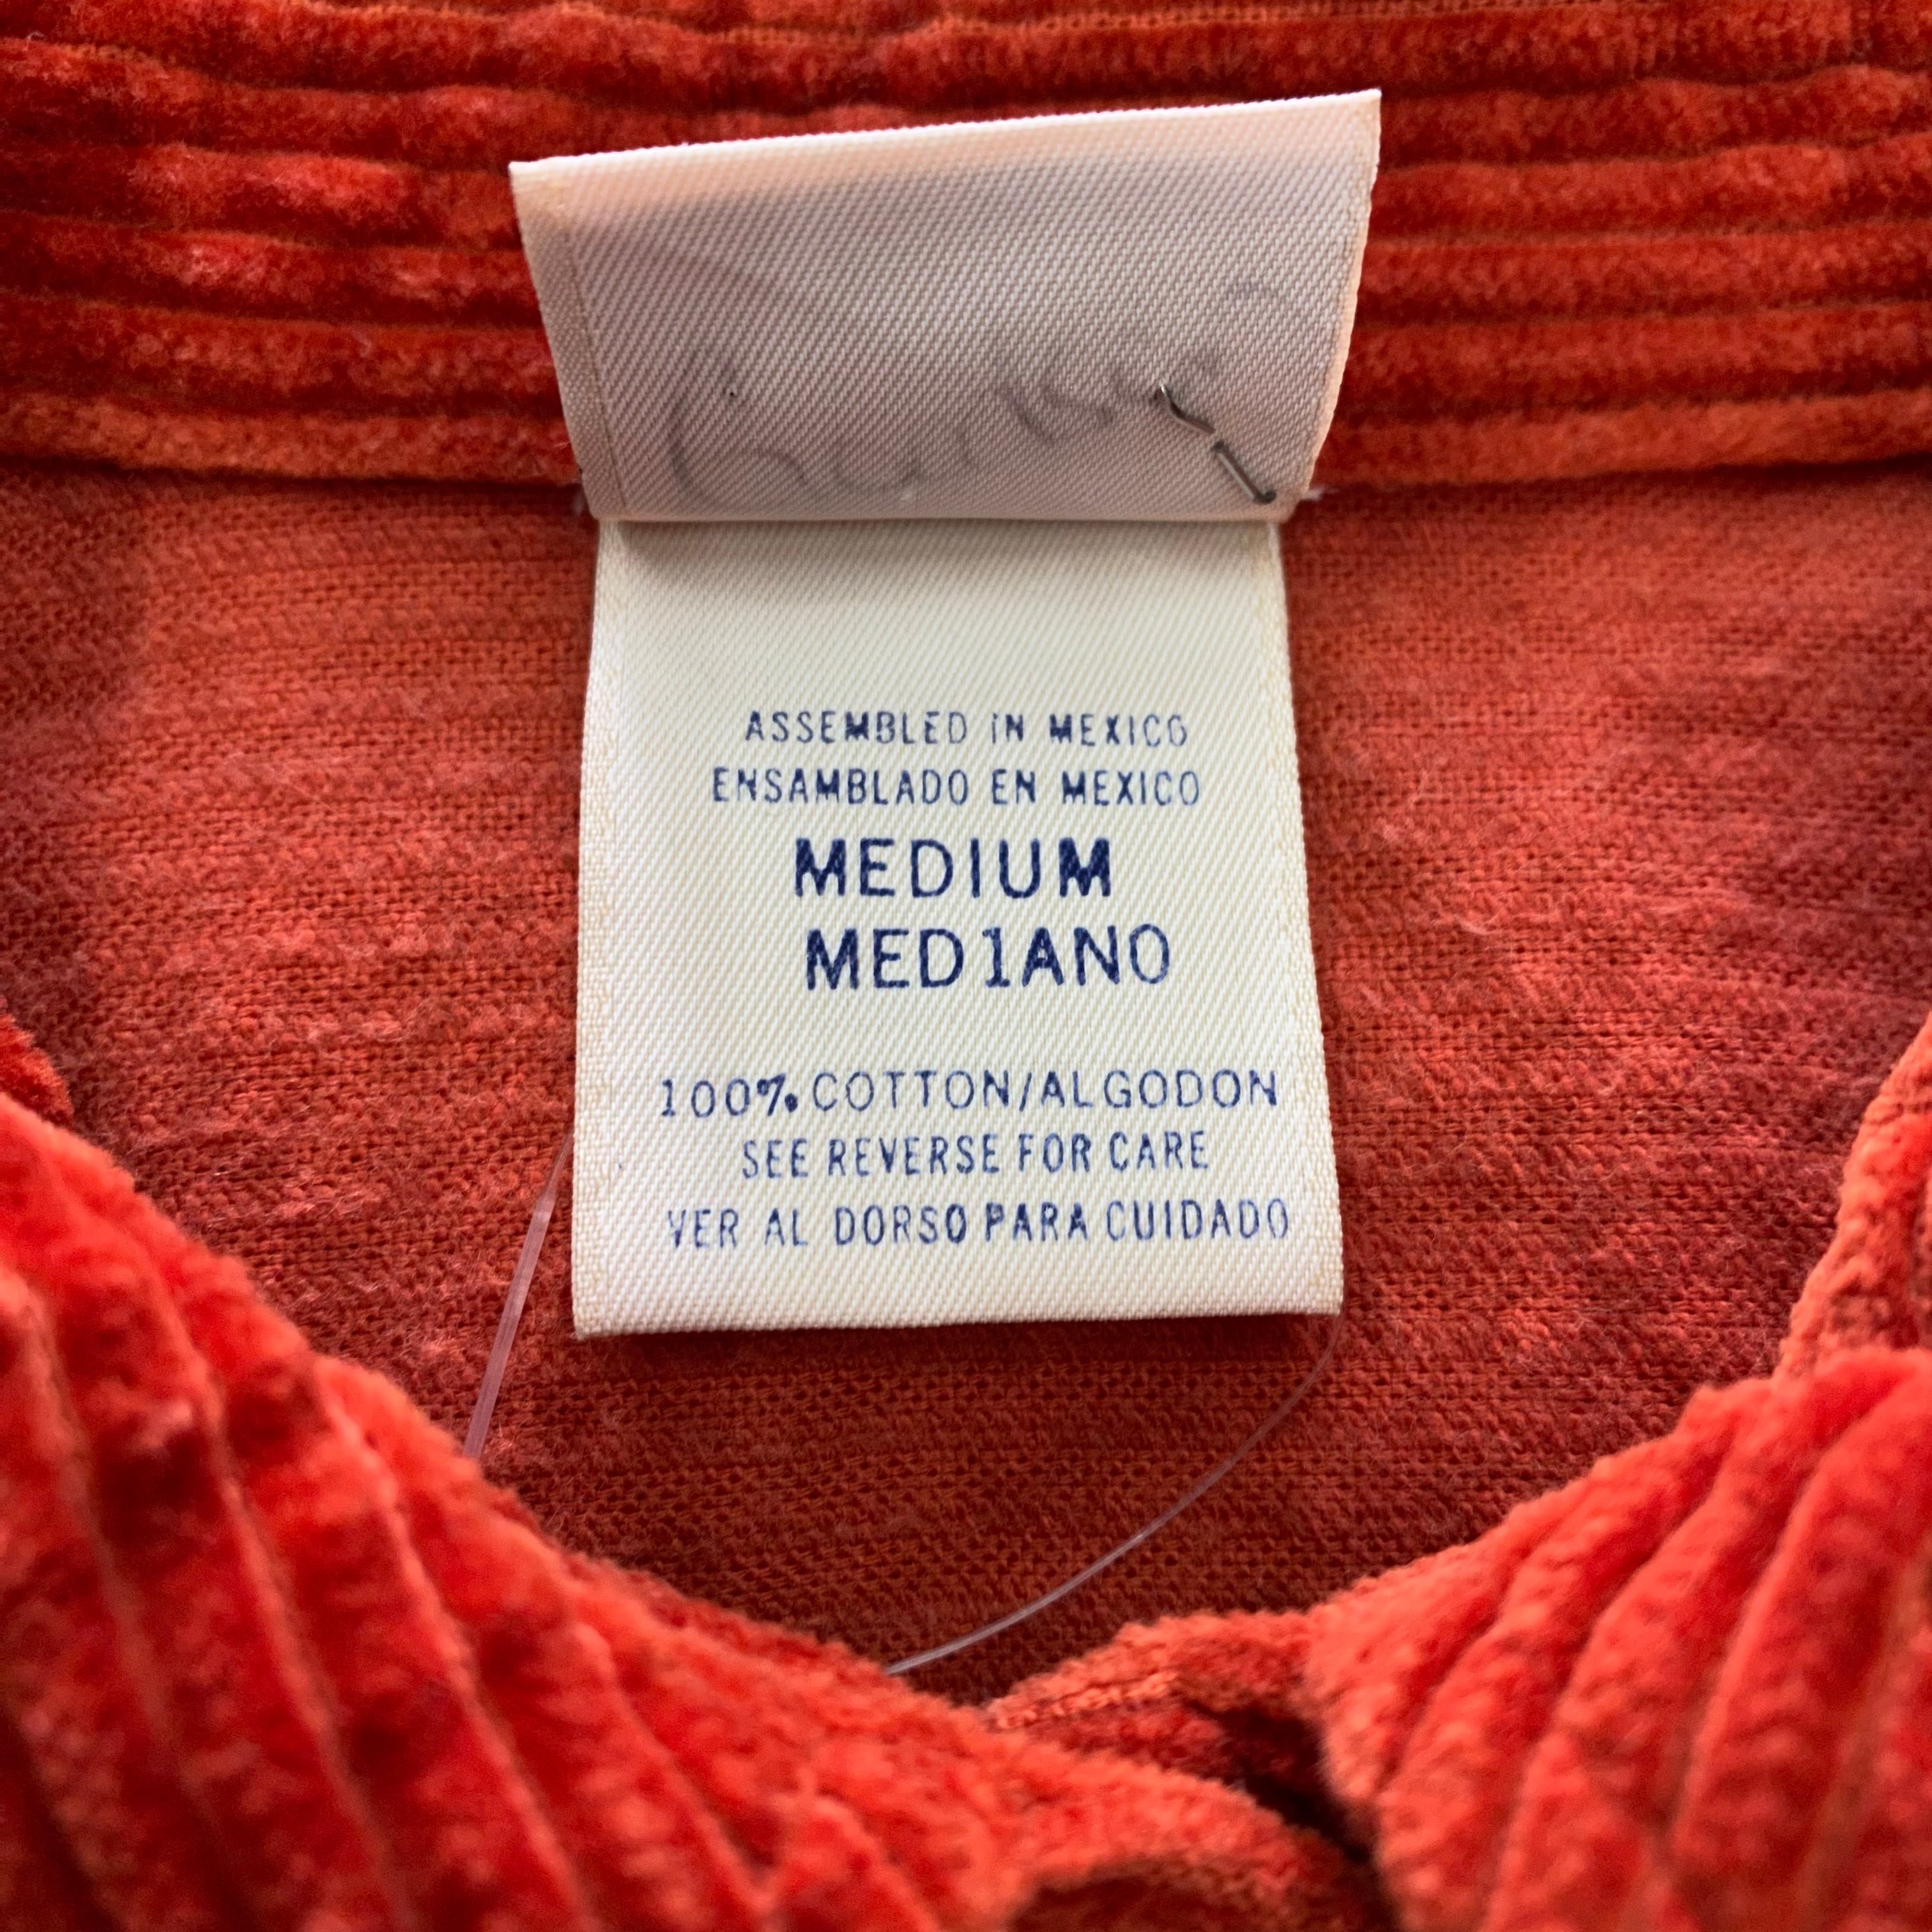 ASSEMBLED IN MEXICO
ENSAMBLADO EN MEXICO
MEDIUM
MED1ANO
100% COTTON/ALGODON
SEE REVERSE FOR CARE
VER AL DORSO PARA CUIDADO